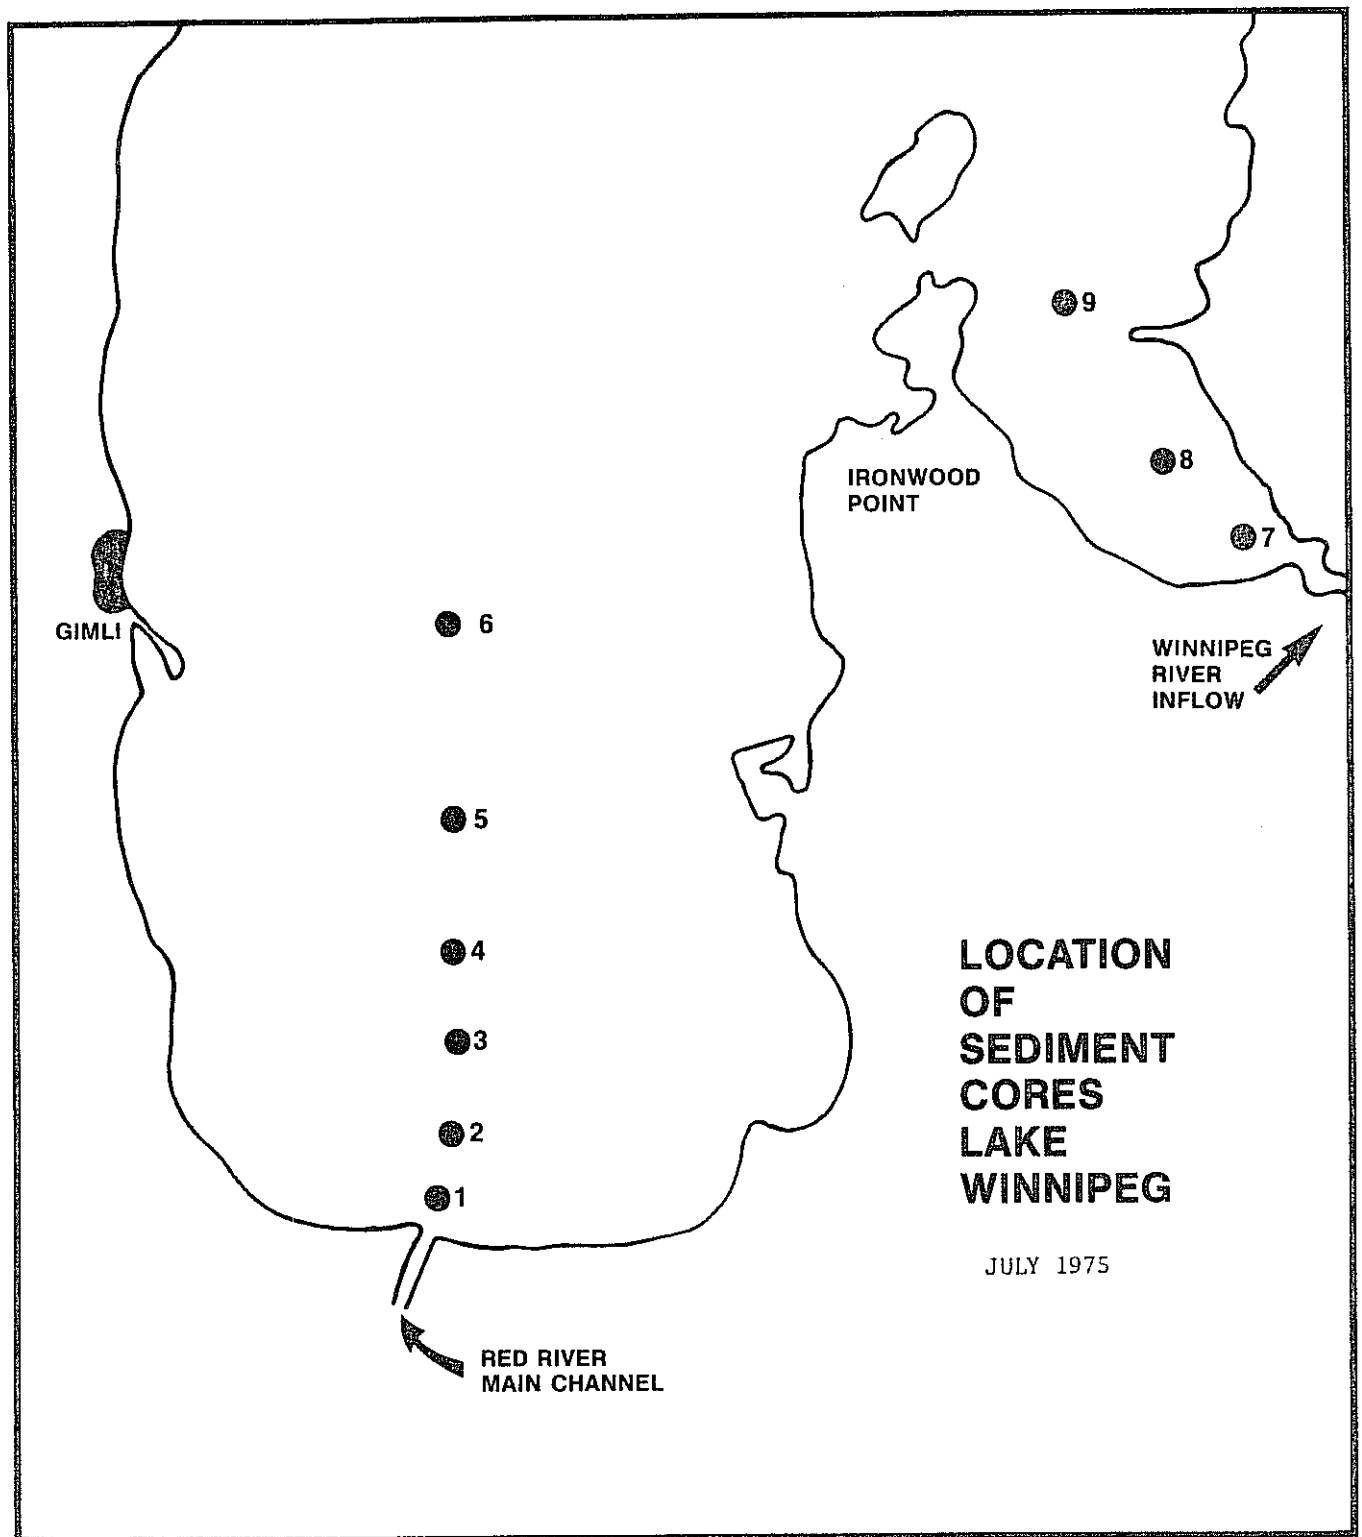 9
8
IRONWOOD
POINT
7
6
GIMLI
WINNIPEG
RIVER
INFLOW
5
4
3
2
1
LOCATION
OF
SEDIMENT
CORES
LAKE
WINNIPEG
JULY 1975
RED RIVER
MAIN CHANNEL